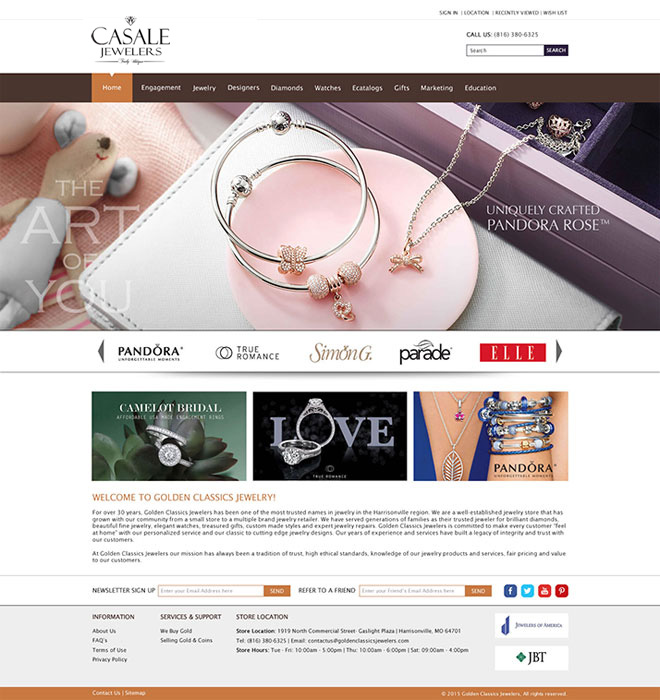 SIGN IN | LOCATION | RECENTLY VIEWED | WISH LIST
CASALE
JEWELERS
CALL US: (816) 380-6325
Search SEARCH
Home Engagement Jewelry Designers Diamonds Watches Ecatalogs Gifts Marketing Education
THE
ART
OF
YOU
UNIQUELY CRAFTED
PANDORA ROSE™
PANDÖRA®
UNFORGETTABLE MOMENTS
TRUE
ROMANCE
Simon G.
parade®
ELLE
CAMELOT BRIDAL
AFFORDABLE USA MADE ENGAGEMENT RINGS
LOVE
TRUE ROMANCE
PANDÖRA
WELCOME TO GOLDEN CLASSICS JEWELRY!
For over 30 years, Golden Classics Jewelers has been one of the most trusted names in jewelry in the Harrisonville region. We are a well-established jewelry store that has
grown with our community from a small store to a multiple brand jewelry retailer. We have served generations of families as their trusted jeweler for brilliant diamonds,
beautiful fine jewelry, elegant watches, treasured gifts, custom made styles and expert jewelry repairs. Golden Classics Jewelers is committed to make every customer "feel
at home" with our personalized service and our classic to cutting edge jewelry designs. Our years of experience and services have built a legacy of integrity and trust with
our customers.
At Golden Classics Jewelers our mission has always been a tradition of trust, high ethical standards, knowledge of our jewelry products and services, fair pricing and value
to our customers.
NEWSLETTER SIGN UP Enter your Email Address here SEND REFER TO A FRIEND Enter your Friend's Email Address here SEND
INFORMATION
About Us
FAQ's
Terms of Use
Privacy Policy
SERVICES & SUPPORT
We Buy Gold
Selling Gold & Coins
STORE LOCATION
Store Location: 1919 North Commercial Street· Gaslight Plaza | Harrisonville, MO 64701
Tel: (816) 380-6325 | Email: contactus@goldenclassicsjewelers.com
Store Hours: Tue - Fri: 10:00am - 5:00pm | Thu: 10:00am - 6:00pm | Sat: 09:00am - 4:00pm
JEWELERS OF AMERICA
JBT
Contact Us | Sitemap
© 2015 Golden Classics Jewelers, All rights reserved.